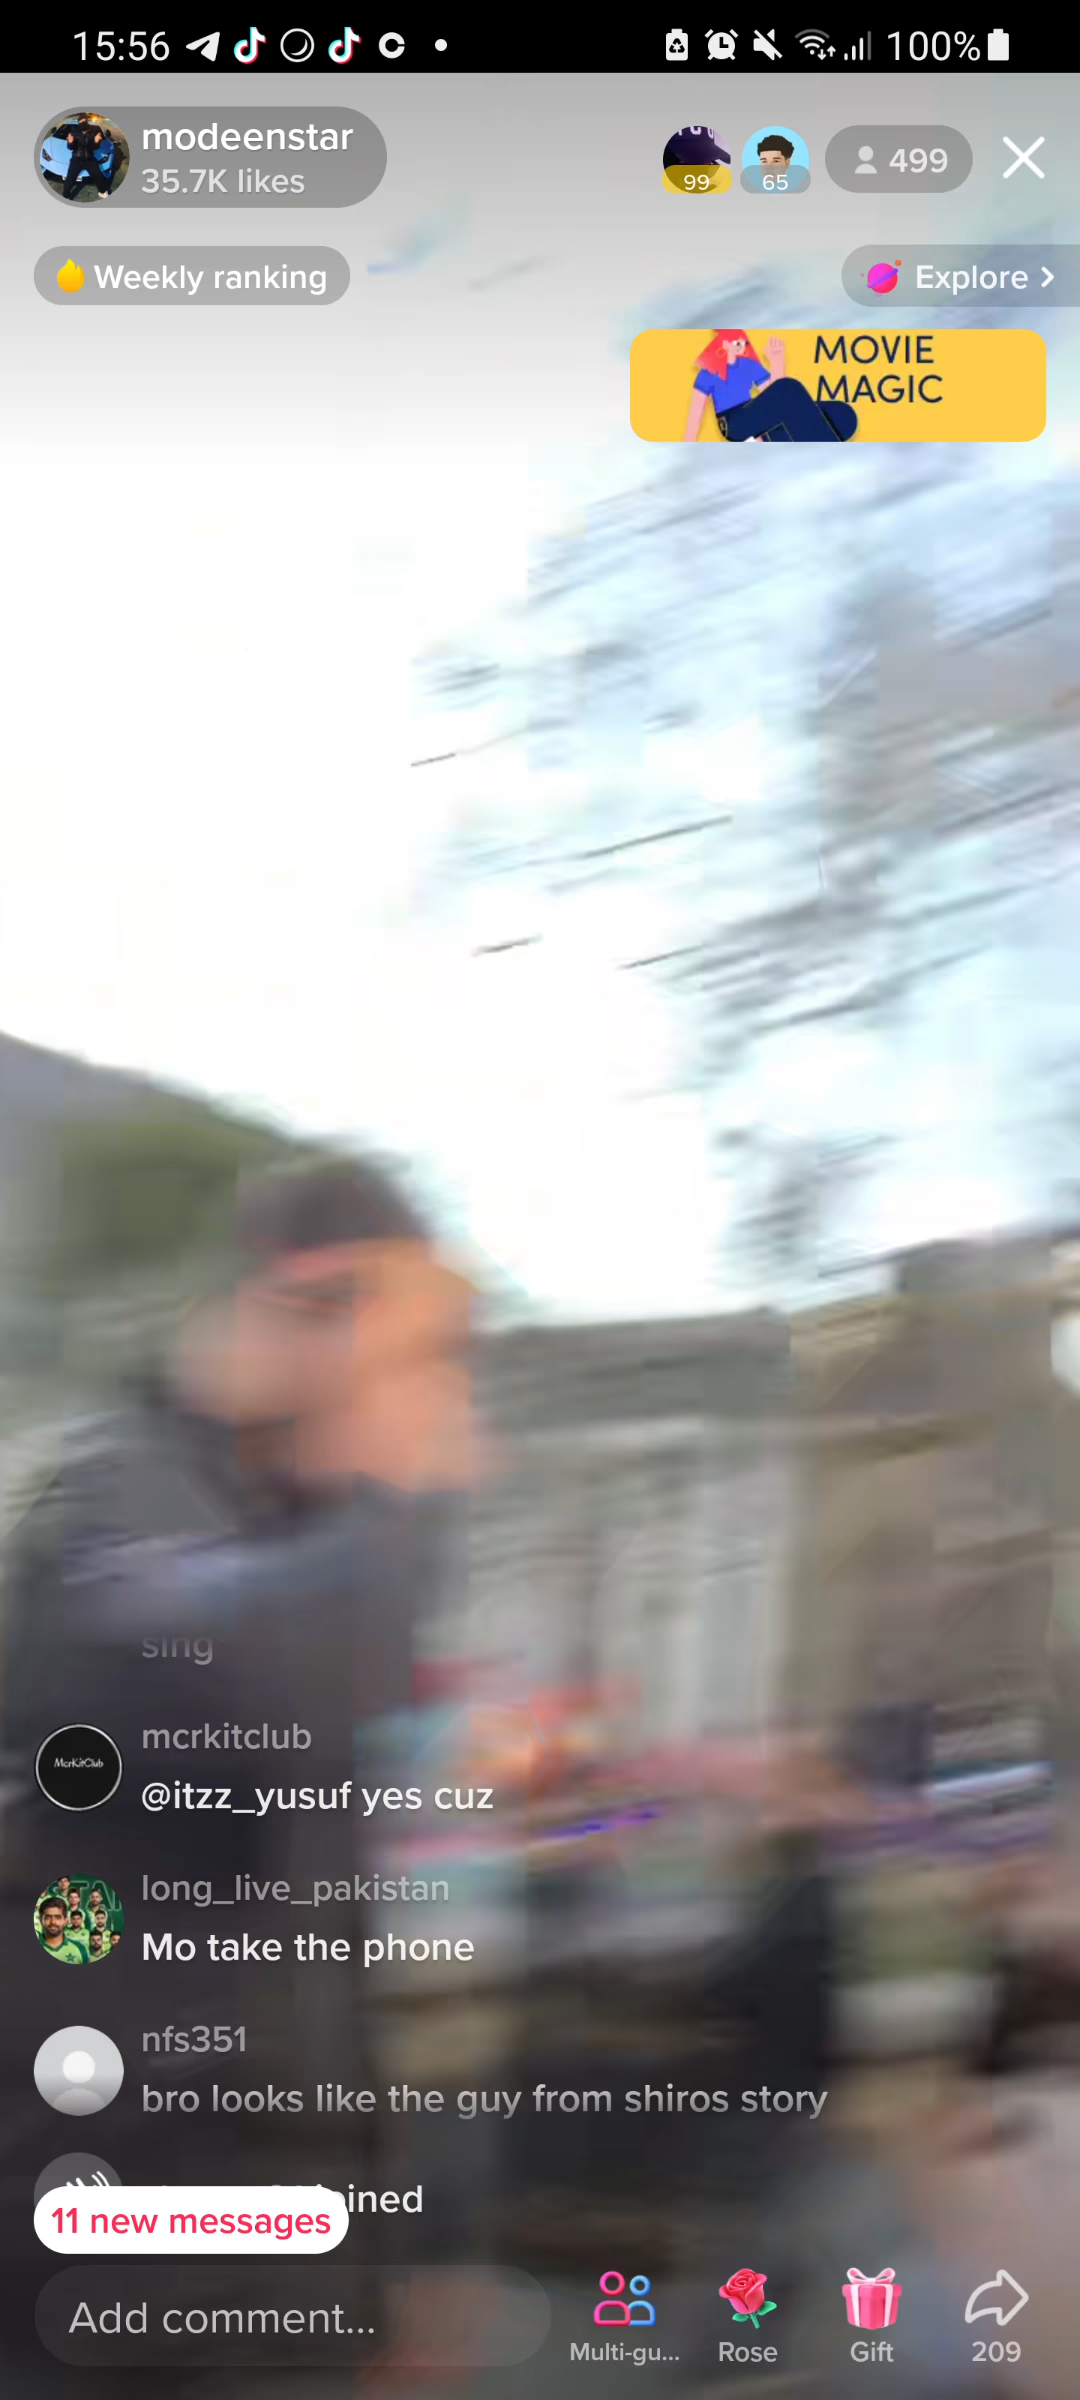 15:56
100%
modeenstar
35.7K likes
99
65
499
Weekly ranking
Explore
MOVIE
MAGIC
sing
mcrkitclub
McrKitClub
@itzz_yusuf yes cuz
long_live_pakistan
Mo take the phone
nfs351
bro looks like the guy from shiros story
joined
11 new messages
Add comment...
Multi-gu...
Rose
Gift
209